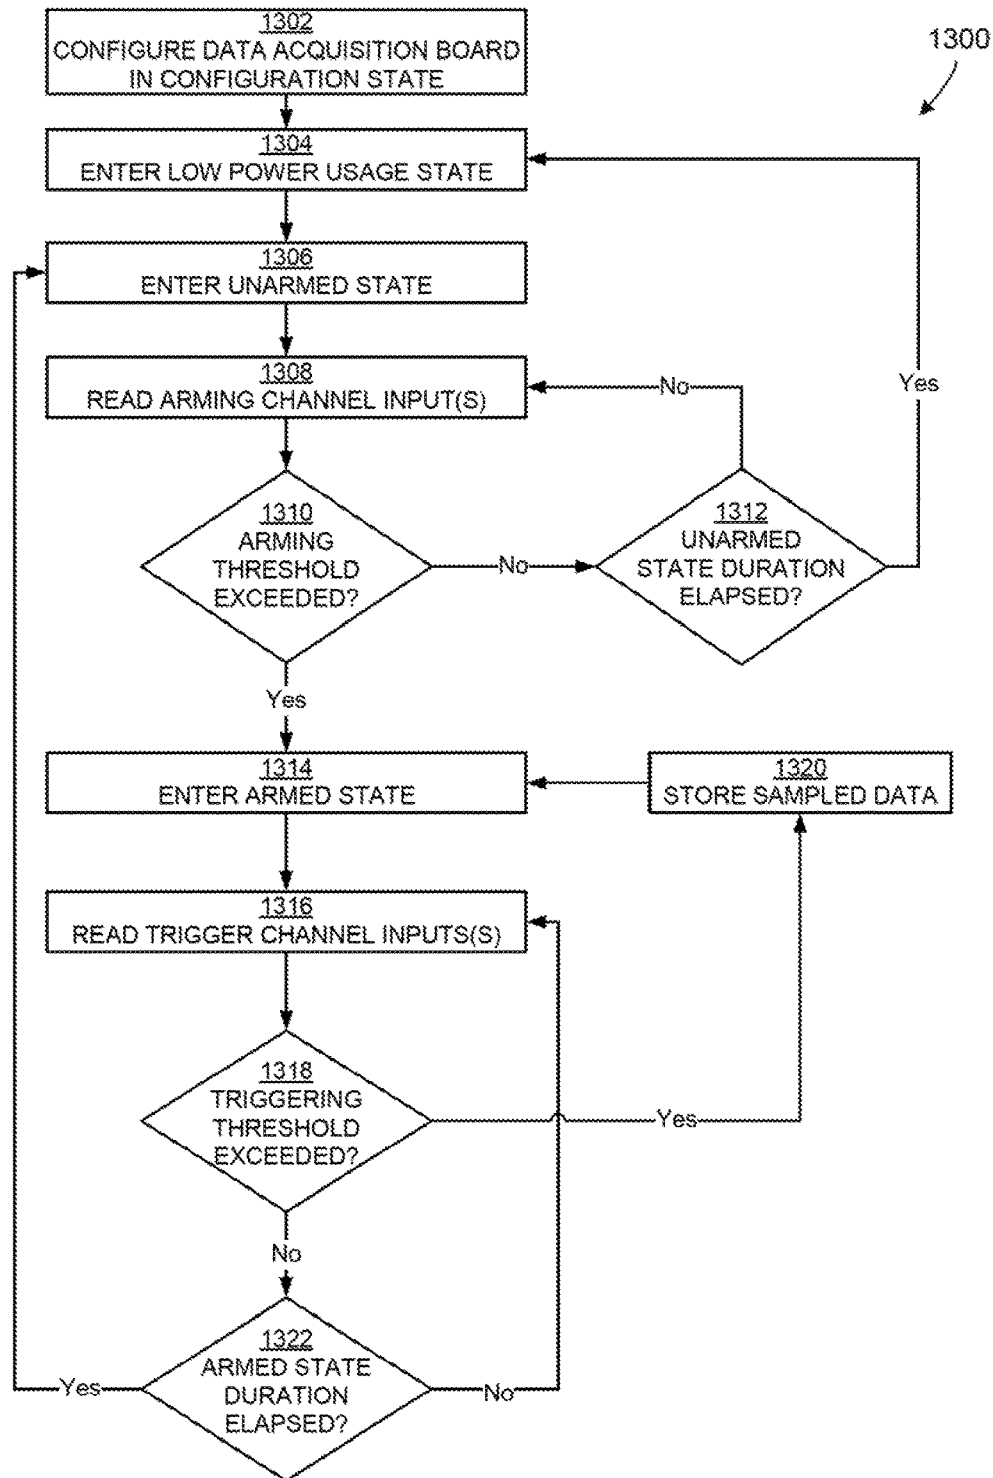 1302
CONFIGURE DATA ACQUISITION BOARD
IN CONFIGURATION STATE
1300
1304
ENTER LOW POWER USAGE STATE
1306
ENTER UNARMED STATE
1308
READ ARMING CHANNEL INPUT(S)
No
Yes
1310
ARMING
THRESHOLD
EXCEEDED?
No
1312
UNARMED
STATE DURATION
ELAPSED?
Yes
1314
ENTER ARMED STATE
1320
STORE SAMPLED DATA
1316
READ TRIGGER CHANNEL INPUTS(S)
1318
TRIGGERING
THRESHOLD
EXCEEDED?
Yes
No
1322
ARMED STATE
DURATION
ELAPSED?
Yes
No